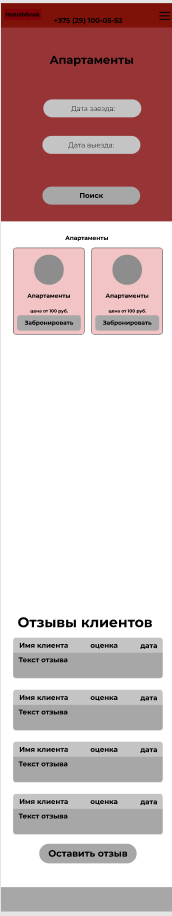 +375 (29) 100-05-53
Апартаменты
Дата заезда:
Дата выезда:
Поиск
Апартаменты
Апартаменты Апартаменты
цена от 100 руб. цена от 100 руб.
Забронировать Забронировать
Отзывы клиентов
Имя клиента оценка дата
Текст отзыва
Имя клиента оценка дата
Текст отзыва
Имя клиента оценка дата
Текст отзыва
Имя клиента оценка дата
Текст отзыва
Оставить отзыв